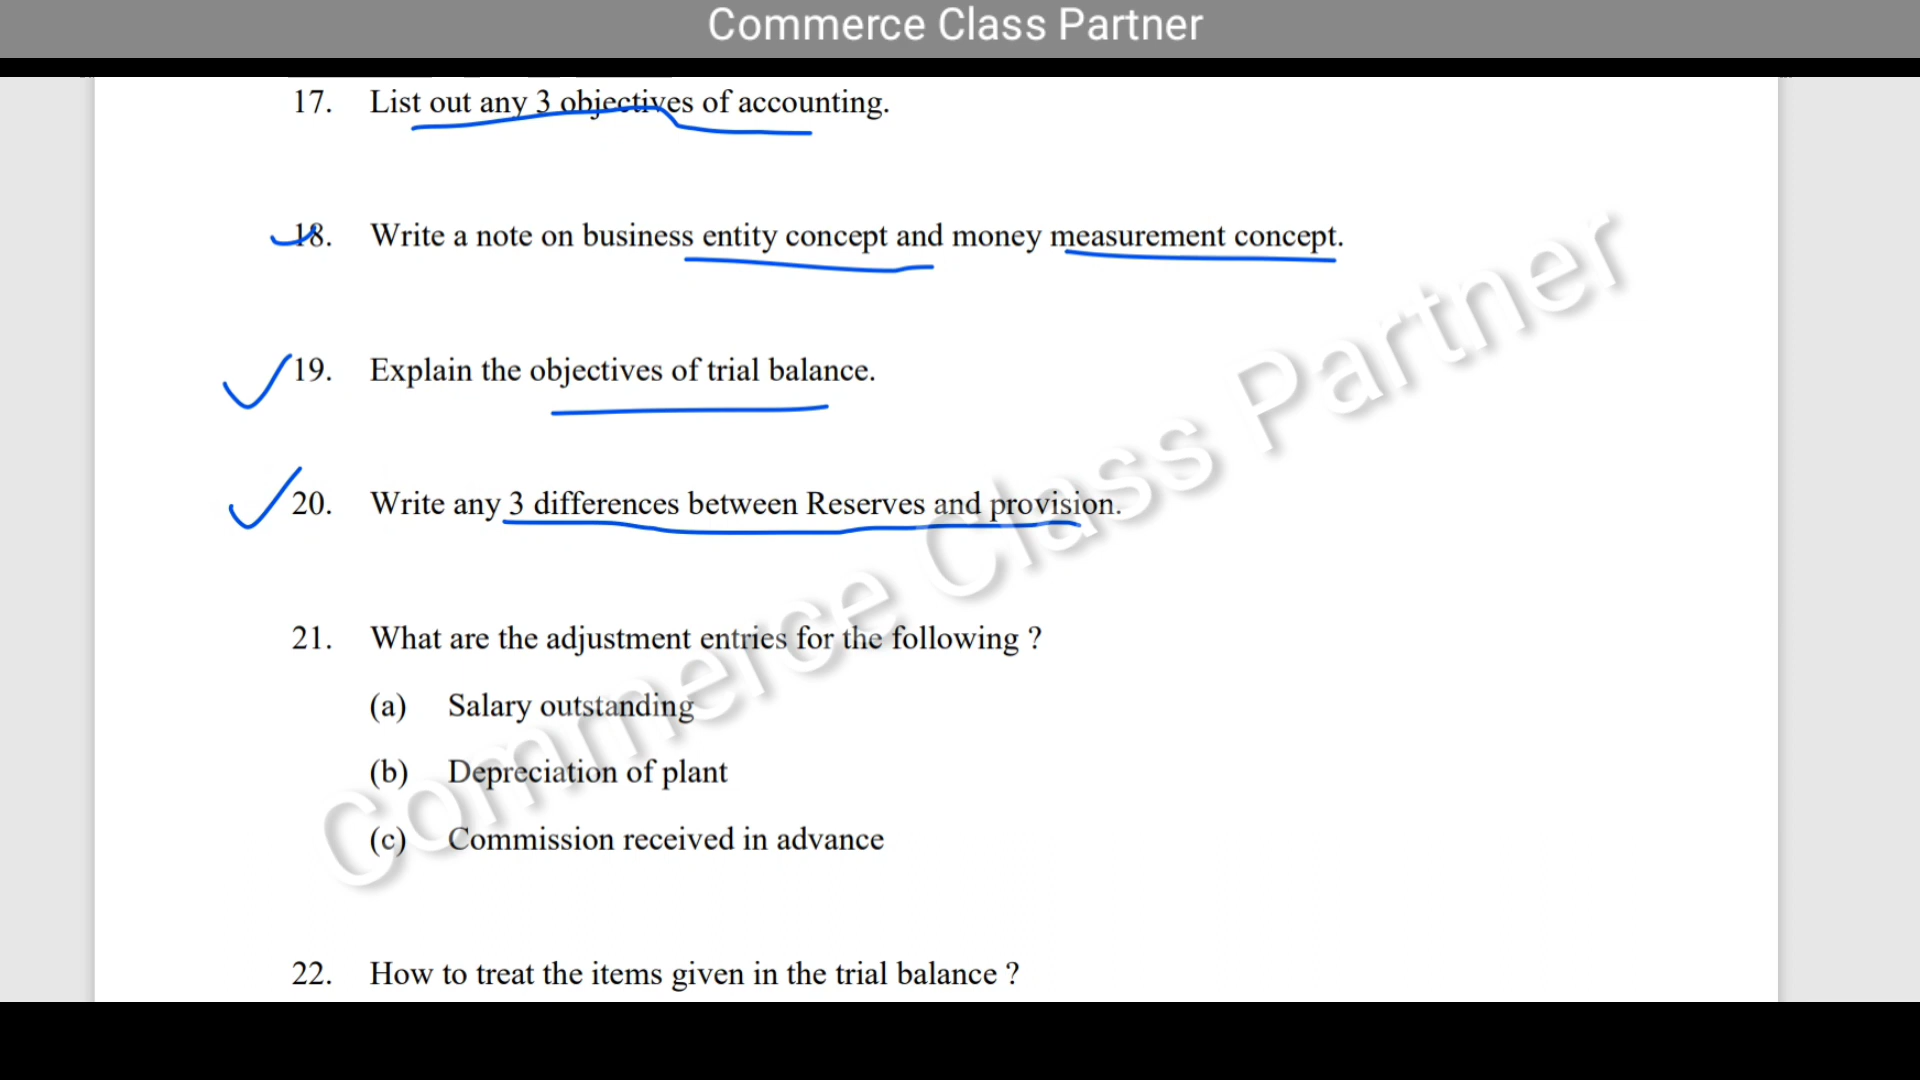 Commerce Class Partner
17. List out any 3 objectives of accounting.
18. Write a note on business entity concept and money measurement concept.
19. Explain the objectives of trial balance.
20. Write any 3 differences between Reserves and provision.
21. What are the adjustment entries for the following ?
(a) Salary outstanding
(b) Depreciation of plant
(c) Commission received in advance
22. How to treat the items given in the trial balance ?
Commerce Class Partner